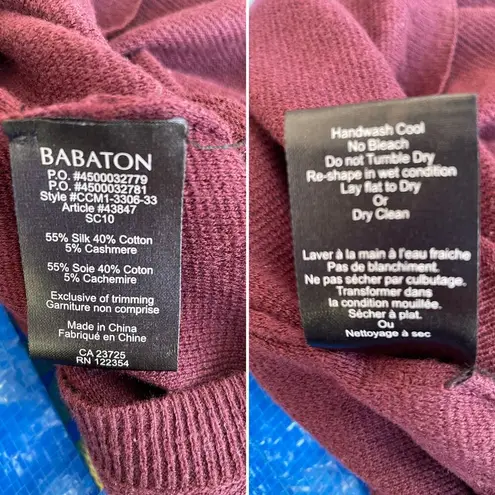 BABATON
P.O. #4500032779
P.O. #4500032781
Style #CCM1-3306-33
Article #43847
SC10
55% Silk 40% Cotton
5% Cashmere
55% Soie 40% Coton
5% Cachemire
Exclusive of trimming
Garniture non comprise
Made in China
Fabriqué en Chine
CA 23725
RN 122354
Handwash Cool
No Bleach
Do not Tumble Dry
Re-shape in wet condition
Lay flat to Dry
Or
Dry Clean
Laver à la main à l'eau fraiche
Pas de blanchiment.
Ne pas sécher par culbutage.
Transformer dans
la condition mouillée.
Sécher à plat.
Ou
Nettoyage à sec